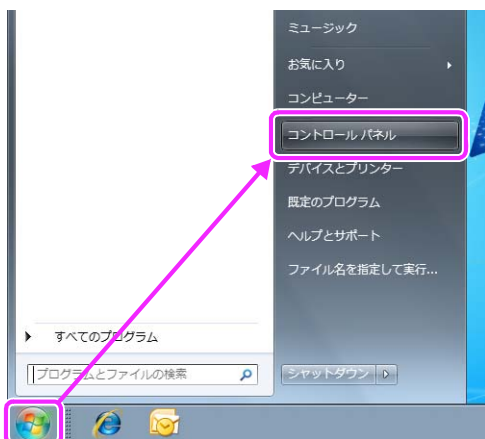 ミュージック
お気に入り
コンピューター
コントロール パネル
デバイスとプリンター
既定のプログラム
ヘルプとサポート
ファイル名を指定して実行...
すべてのプログラム
プログラムとファイルの検索
シャットダウン